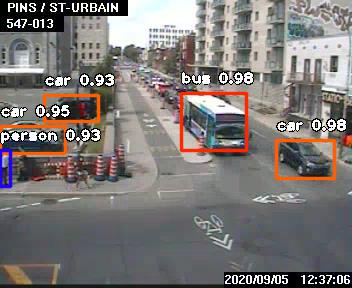 PINS / ST-URBAIN
547-013
car 0.93
bus 0.98
car 0.95
car 0.98
person 0.93
2020/09/05 12:37:06